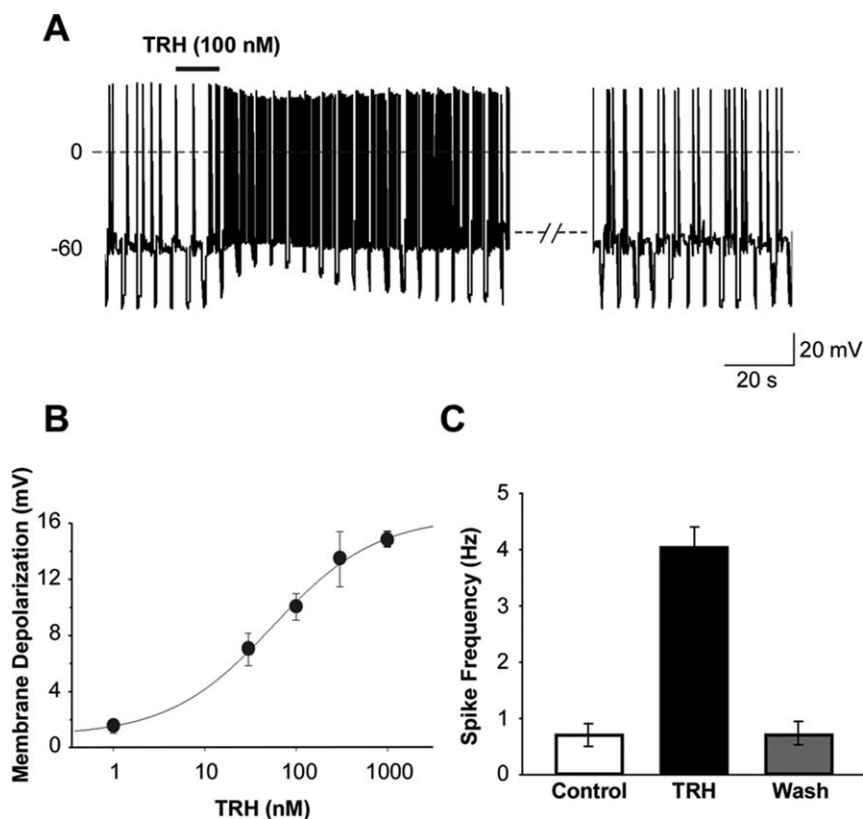 A
TRH (100 nM)
0
-60
//
20 mV
20 s
B
Membrane Depolarization (mV)
16
12
8
4
0
1 10 100 1000
TRH (nM)
C
Spike Frequency (Hz)
5
4
3
2
1
0
Control TRH Wash